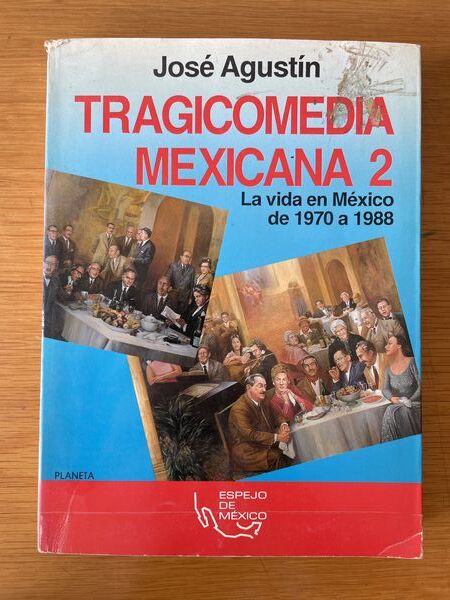 José Agustín
TRAGICOMEDIA
MEXICANA 2
La vida en México
de 1970 a 1988
PLANETA
ESPEJO
DE
MÉXICO